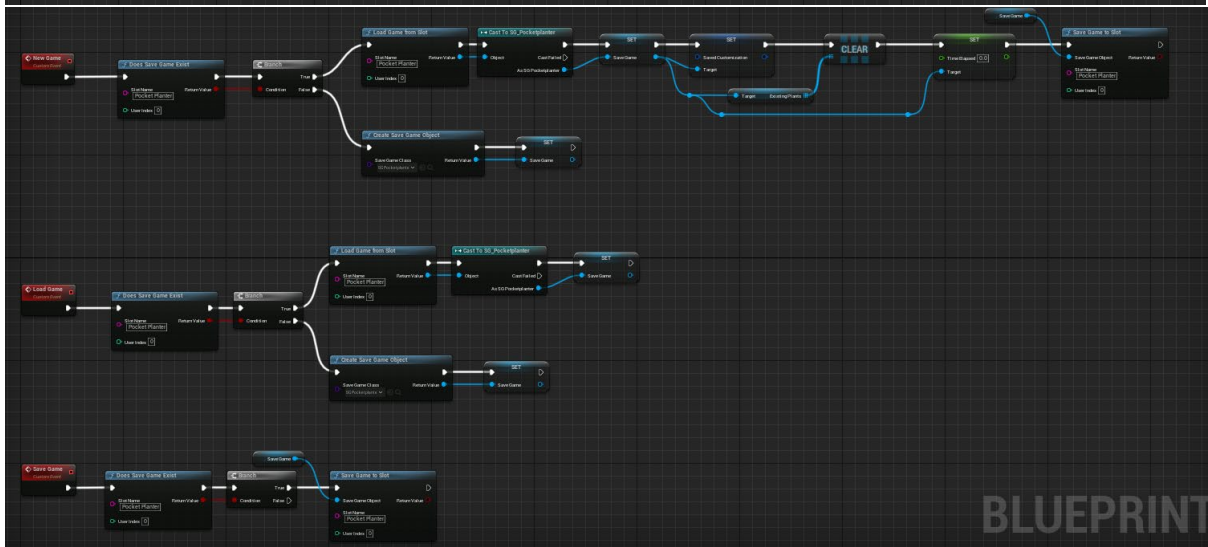 New Game
Custom Event
Does Save Game Exist
Slot Name
Pocket Planter
Return Value
User Index 0
Branch
True
Condition
False
Load Game from Slot
Slot Name
Return Value
Pocket Planter
User Index 0
Cast To SG_Pocketplanter
Object
Cast Failed
As SG Pocketplanter
SET
Save Game
SET
Saved Customization
Target
Target
Existing Plants
CLEAR
SET
Time Elapsed 0.0
Target
Save Game
Save Game to Slot
Save Game Object
Return Value
Slot Name
Pocket Planter
User Index 0
Create Save Game Object
Save Game Class
Return Value
SG Pocketplante
SET
Save Game
Load Game
Custom Event
Does Save Game Exist
Slot Name
Return Value
Pocket Planter
User Index 0
Branch
True
Condition
False
Load Game from Slot
Slot Name
Return Value
Pocket Planter
User Index 0
Cast To SG_Pocketplanter
Object
Cast Failed
As SG Pocketplanter
SET
Save Game
Create Save Game Object
Save Game Class
Return Value
SG Pocketplante
SET
Save Game
Save Game
Custom Event
Does Save Game Exist
Slot Name
Return Value
Pocket Planter
User Index 0
Branch
True
Condition
False
Save Game
Save Game to Slot
Save Game Object
Return Value
Slot Name
Pocket Planter
User Index 0
BLUEPRINT